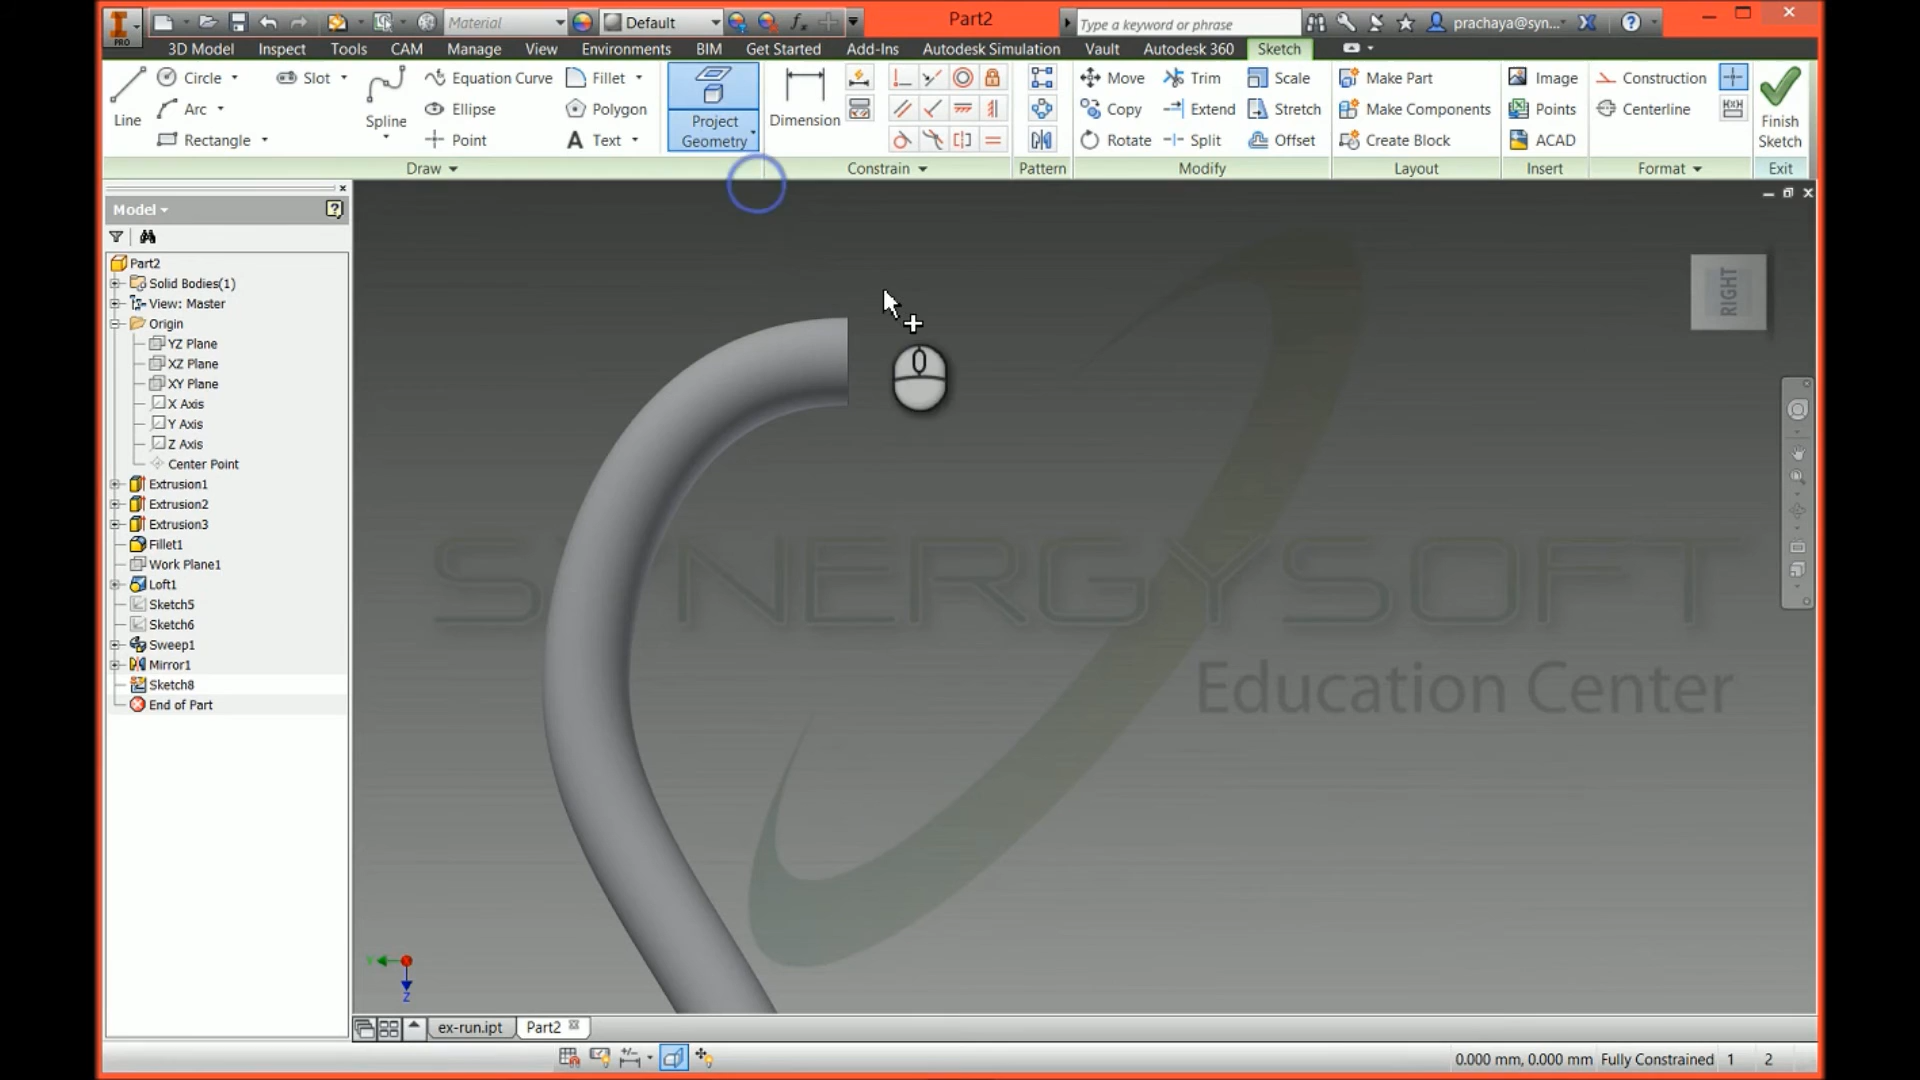 PRO
Material
Default
Part2
Type a keyword or phrase
prachaya@syn...
3D Model
Inspect
Tools
CAM
Manage
View
Environments
BIM
Get Started
Add-Ins
Autodesk Simulation
Vault
Autodesk 360
Sketch
Line
Circle
Arc
Rectangle
Slot
Spline
Equation Curve
Ellipse
Point
Fillet
Polygon
Text
Project Geometry
Dimension
Move
Copy
Rotate
Trim
Extend
Split
Scale
Stretch
Offset
Make Part
Make Components
Create Block
Image
Points
ACAD
Construction
Centerline
Finish Sketch
Draw
Constrain
Pattern
Modify
Layout
Insert
Format
Exit
Model
Part2
Solid Bodies(1)
View: Master
Origin
YZ Plane
XZ Plane
XY Plane
X Axis
Y Axis
Z Axis
Center Point
Extrusion1
Extrusion2
Extrusion3
Fillet1
Work Plane1
Loft1
Sketch5
Sketch6
Sweep1
Mirror1
Sketch8
End of Part
RIGHT
SYNERGYSOFT
Education Center
Y
Z
ex-run.ipt
Part2
0.000 mm, 0.000 mm Fully Constrained 1 2